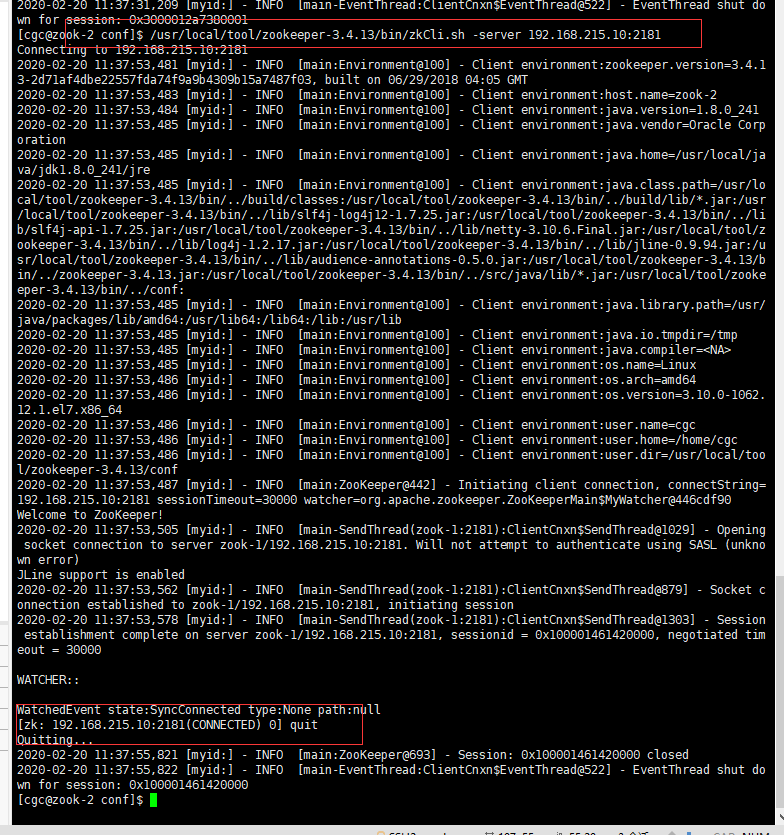 2020-02-20 11:37:31,209 [myid:] - INFO  [main-EventThread:ClientCnxn$EventThread@522] - EventThread shut do
wn for session: 0x3000012a7380001
[cgc@zook-2 conf]$ /usr/local/tool/zookeeper-3.4.13/bin/zkCli.sh -server 192.168.215.10:2181
Connecting to 192.168.215.10:2181
2020-02-20 11:37:53,481 [myid:] - INFO  [main:Environment@100] - Client environment:zookeeper.version=3.4.1
3-2d71af4dbe22557fda74f9a9b4309b15a7487f03, built on 06/29/2018 04:05 GMT
2020-02-20 11:37:53,483 [myid:] - INFO  [main:Environment@100] - Client environment:host.name=zook-2
2020-02-20 11:37:53,484 [myid:] - INFO  [main:Environment@100] - Client environment:java.version=1.8.0_241
2020-02-20 11:37:53,485 [myid:] - INFO  [main:Environment@100] - Client environment:java.vendor=Oracle Corp
oration
2020-02-20 11:37:53,485 [myid:] - INFO  [main:Environment@100] - Client environment:java.home=/usr/local/ja
va/jdk1.8.0_241/jre
2020-02-20 11:37:53,485 [myid:] - INFO  [main:Environment@100] - Client environment:java.class.path=/usr/lo
cal/tool/zookeeper-3.4.13/bin/../build/classes:/usr/local/tool/zookeeper-3.4.13/bin/../build/lib/*.jar:/usr
/local/tool/zookeeper-3.4.13/bin/../lib/slf4j-log4j12-1.7.25.jar:/usr/local/tool/zookeeper-3.4.13/bin/../li
b/slf4j-api-1.7.25.jar:/usr/local/tool/zookeeper-3.4.13/bin/../lib/netty-3.10.6.Final.jar:/usr/local/tool/z
ookeeper-3.4.13/bin/../lib/log4j-1.2.17.jar:/usr/local/tool/zookeeper-3.4.13/bin/../lib/jline-0.9.94.jar:/u
sr/local/tool/zookeeper-3.4.13/bin/../lib/audience-annotations-0.5.0.jar:/usr/local/tool/zookeeper-3.4.13/b
in/../zookeeper-3.4.13.jar:/usr/local/tool/zookeeper-3.4.13/bin/../src/java/lib/*.jar:/usr/local/tool/zooke
eper-3.4.13/bin/../conf:
2020-02-20 11:37:53,485 [myid:] - INFO  [main:Environment@100] - Client environment:java.library.path=/usr/
java/packages/lib/amd64:/usr/lib64:/lib64:/lib:/usr/lib
2020-02-20 11:37:53,485 [myid:] - INFO  [main:Environment@100] - Client environment:java.io.tmpdir=/tmp
2020-02-20 11:37:53,485 [myid:] - INFO  [main:Environment@100] - Client environment:java.compiler=<NA>
2020-02-20 11:37:53,485 [myid:] - INFO  [main:Environment@100] - Client environment:os.name=Linux
2020-02-20 11:37:53,486 [myid:] - INFO  [main:Environment@100] - Client environment:os.arch=amd64
2020-02-20 11:37:53,486 [myid:] - INFO  [main:Environment@100] - Client environment:os.version=3.10.0-1062.
12.1.el7.x86_64
2020-02-20 11:37:53,486 [myid:] - INFO  [main:Environment@100] - Client environment:user.name=cgc
2020-02-20 11:37:53,486 [myid:] - INFO  [main:Environment@100] - Client environment:user.home=/home/cgc
2020-02-20 11:37:53,486 [myid:] - INFO  [main:Environment@100] - Client environment:user.dir=/usr/local/too
l/zookeeper-3.4.13/conf
2020-02-20 11:37:53,487 [myid:] - INFO  [main:ZooKeeper@442] - Initiating client connection, connectString=
192.168.215.10:2181 sessionTimeout=30000 watcher=org.apache.zookeeper.ZooKeeperMain$MyWatcher@446cdf90
Welcome to ZooKeeper!
2020-02-20 11:37:53,505 [myid:] - INFO  [main-SendThread(zook-1:2181):ClientCnxn$SendThread@1029] - Opening
 socket connection to server zook-1/192.168.215.10:2181. Will not attempt to authenticate using SASL (unkno
wn error)
JLine support is enabled
2020-02-20 11:37:53,562 [myid:] - INFO  [main-SendThread(zook-1:2181):ClientCnxn$SendThread@879] - Socket c
onnection established to zook-1/192.168.215.10:2181, initiating session
2020-02-20 11:37:53,578 [myid:] - INFO  [main-SendThread(zook-1:2181):ClientCnxn$SendThread@1303] - Session
 establishment complete on server zook-1/192.168.215.10:2181, sessionid = 0x100001461420000, negotiated tim
eout = 30000

WATCHER::

WatchedEvent state:SyncConnected type:None path:null
[zk: 192.168.215.10:2181(CONNECTED) 0] quit
Quitting...
2020-02-20 11:37:55,821 [myid:] - INFO  [main:ZooKeeper@693] - Session: 0x100001461420000 closed
2020-02-20 11:37:55,822 [myid:] - INFO  [main-EventThread:ClientCnxn$EventThread@522] - EventThread shut do
wn for session: 0x100001461420000
[cgc@zook-2 conf]$